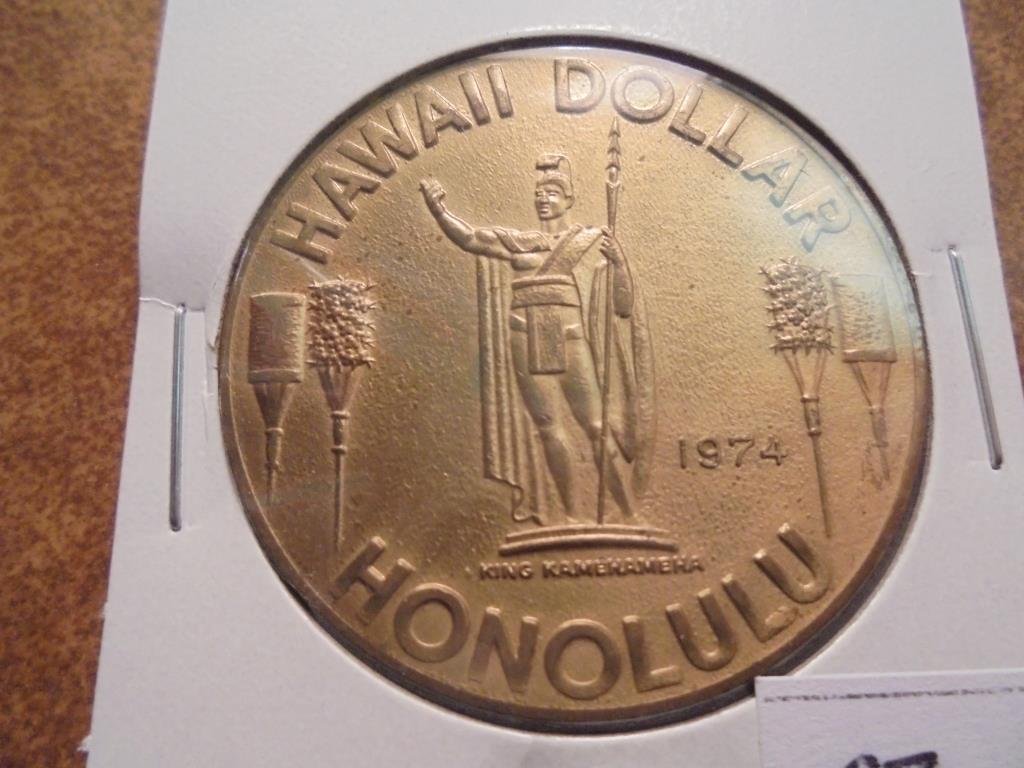 HAWAII DOLLAR
1974
KING KAMEHAMEHA
HONOLULU